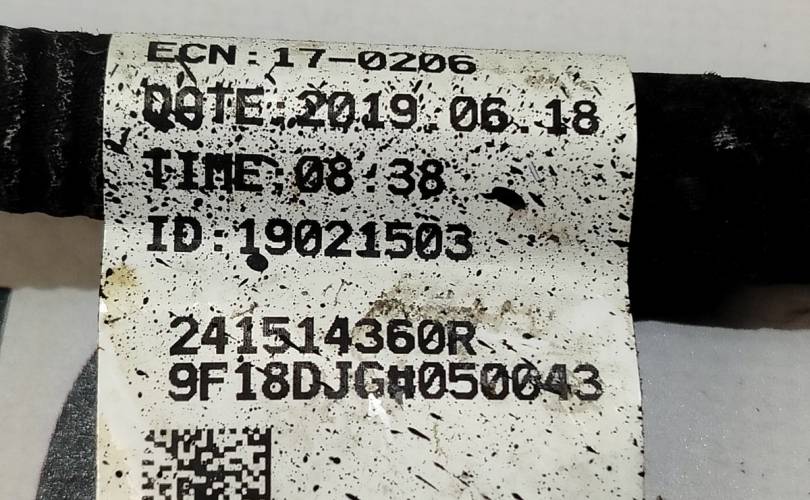 ECN:17-0206
DATE:2019.06.18
TIME:08:38
ID:19021503
241514360R
9F18DJG#050043